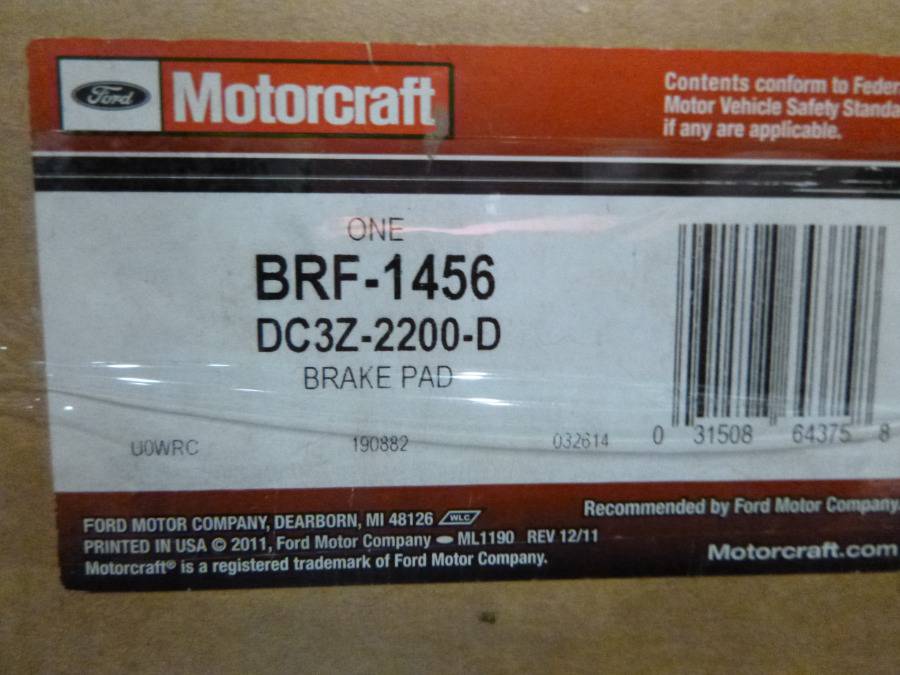 Ford
Motorcraft
Contents conform to Feder
Motor Vehicle Safety Standa
if any are applicable.
ONE
BRF-1456
DC3Z-2200-D
BRAKE PAD
U0WRC 190882 032614
0 31508 64375 8
FORD MOTOR COMPANY, DEARBORN, MI 48126 WLC
PRINTED IN USA © 2011, Ford Motor Company ML1190 REV 12/11
Motorcraft® is a registered trademark of Ford Motor Company.
Recommended by Ford Motor Company.
Motorcraft.com